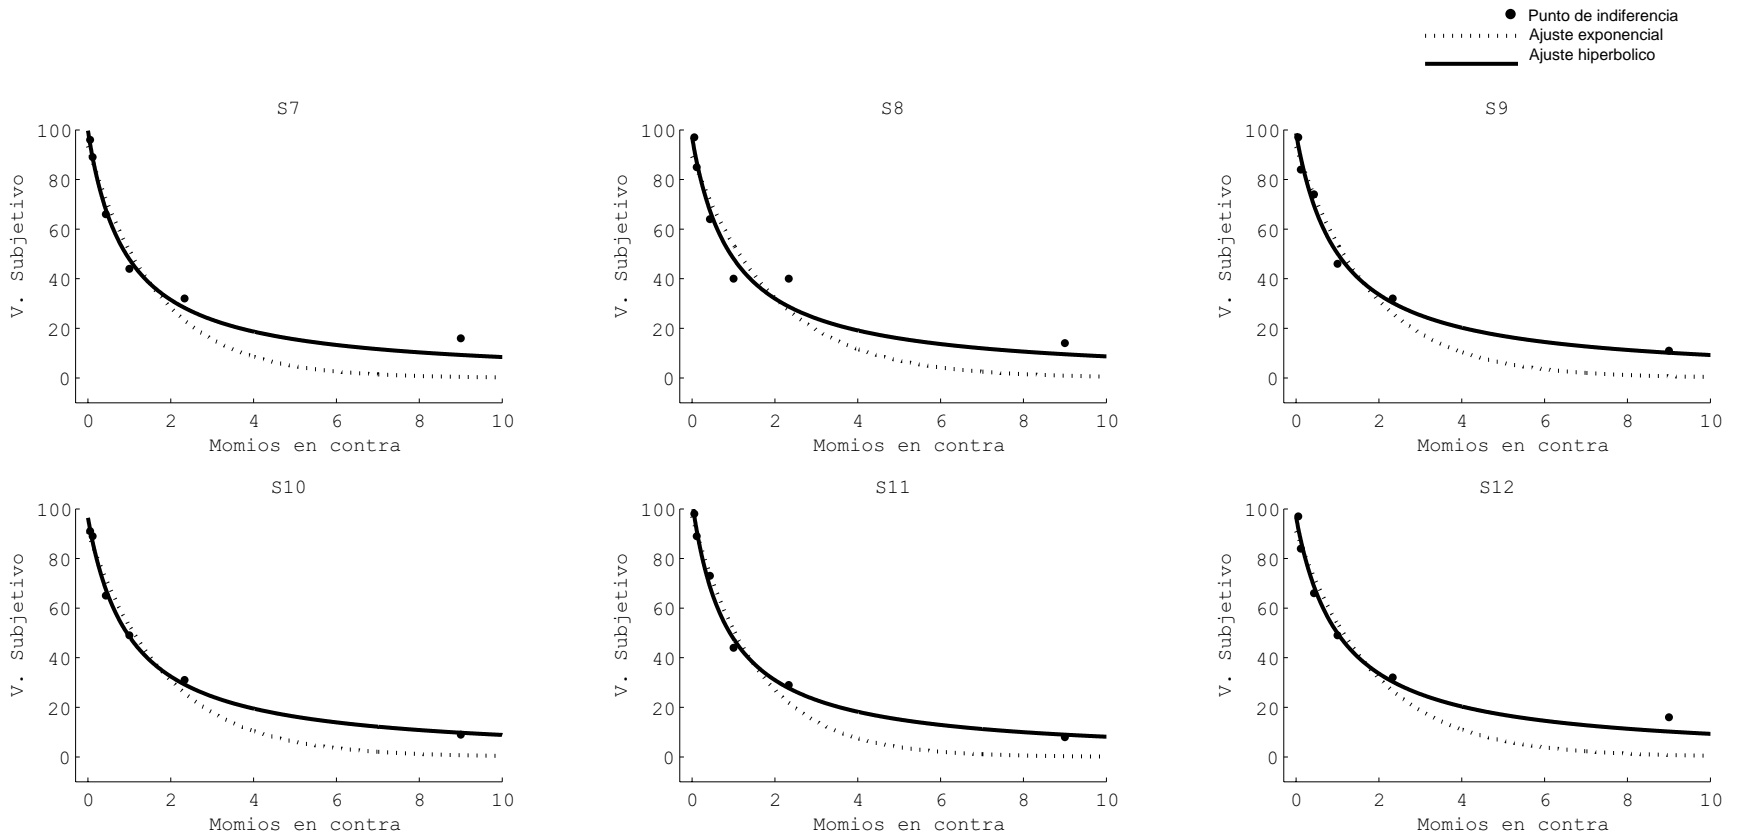 Punto de indiferencia
Ajuste exponencial
Ajuste hiperbolico
S7
100
80
60
40
20
0
V. Subjetivo
0 2 4 6 8 10
Momios en contra
S8
100
80
60
40
20
0
V. Subjetivo
0 2 4 6 8 10
Momios en contra
S9
100
80
60
40
20
0
V. Subjetivo
0 2 4 6 8 10
Momios en contra
S10
100
80
60
40
20
0
V. Subjetivo
0 2 4 6 8 10
Momios en contra
S11
100
80
60
40
20
0
V. Subjetivo
0 2 4 6 8 10
Momios en contra
S12
100
80
60
40
20
0
V. Subjetivo
0 2 4 6 8 10
Momios en contra